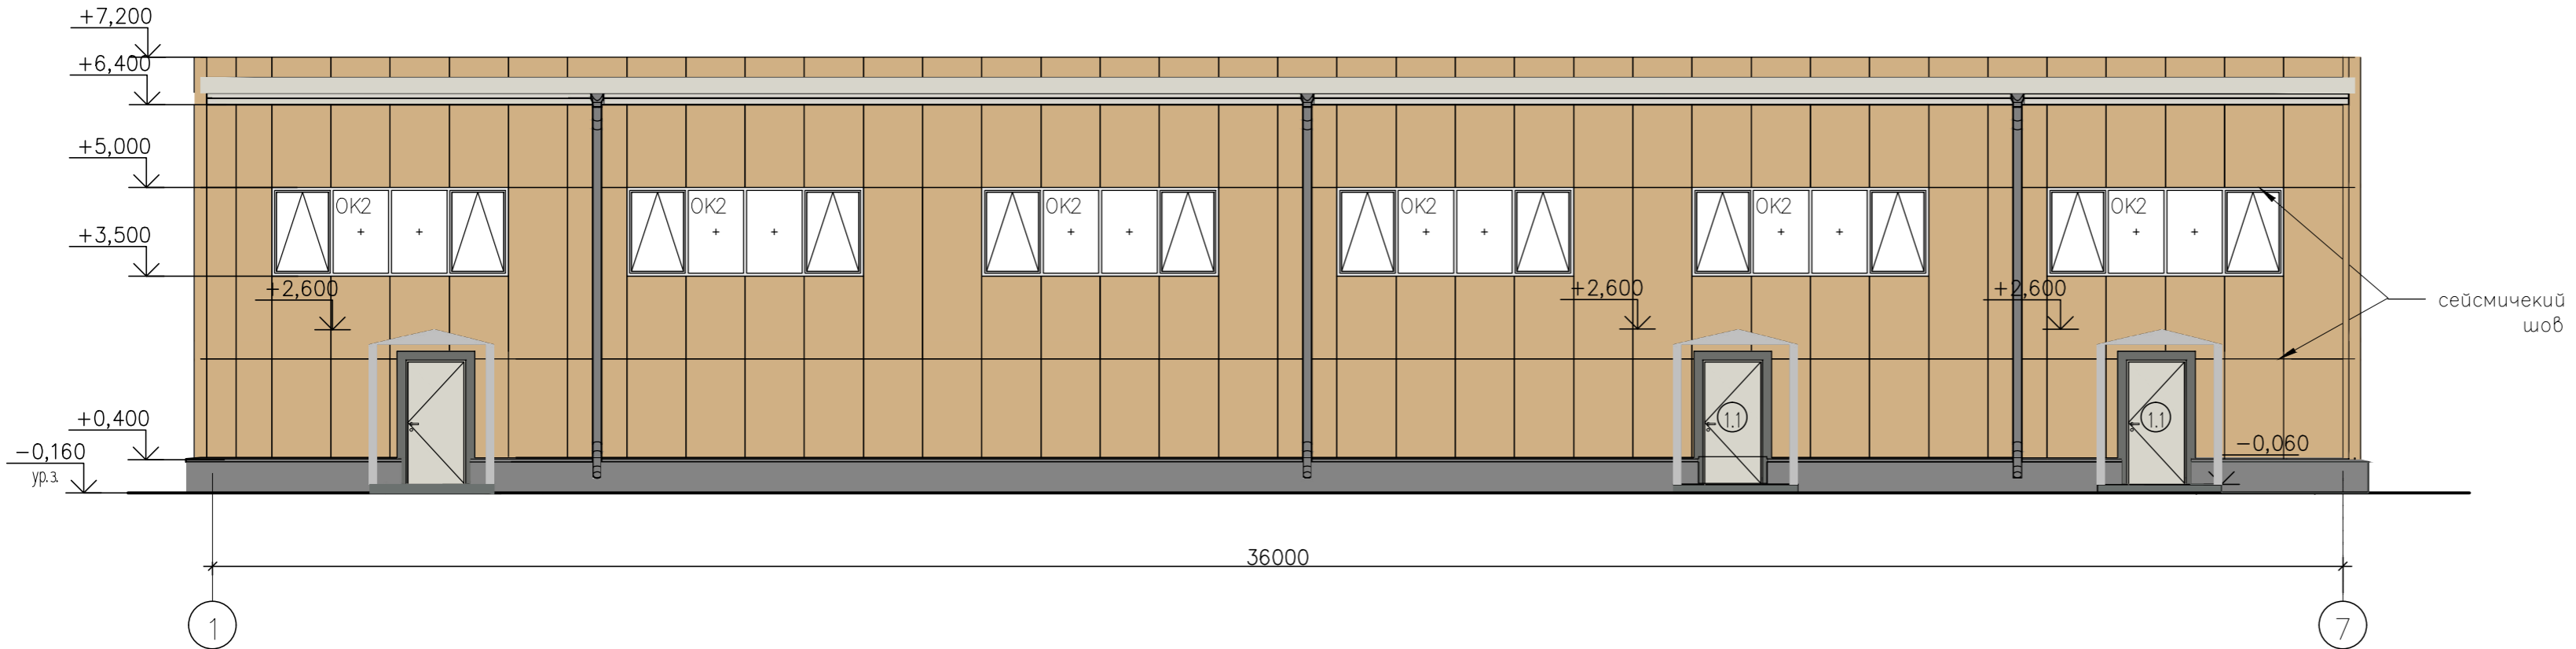 +7,200
+6,400
+5,000
+3,500
+2,600
+2,600
+2,600
+0,400
-0,160
ур.з.
-0,060
ОК2
ОК2
ОК2
ОК2
ОК2
ОК2
1.1
1.1
сейсмичекий
шов
36000
1
7